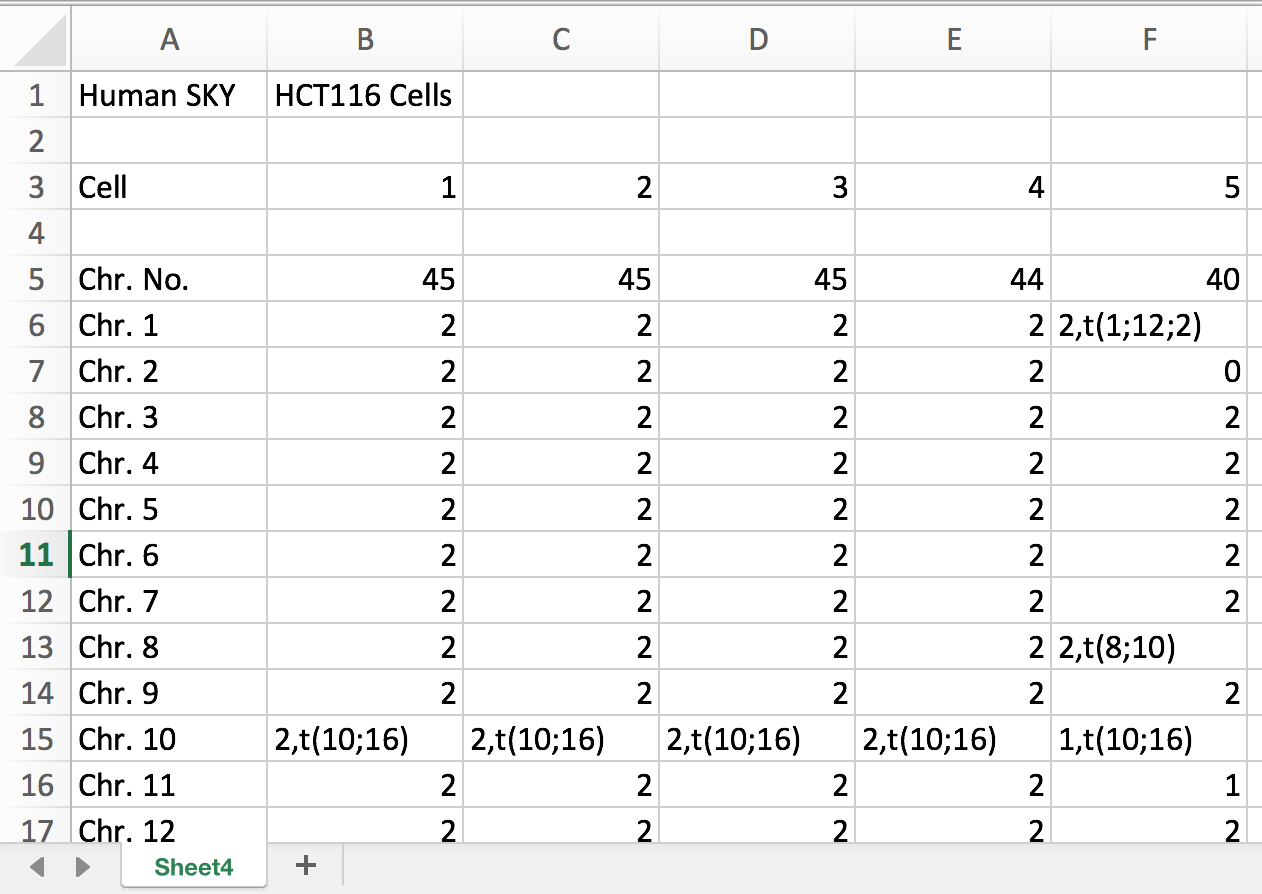 A B C D E F
1 Human SKY HCT116 Cells
2
3 Cell 1 2 3 4 5
4
5 Chr. No. 45 45 45 44 40
6 Chr. 1 2 2 2 2 2,t(1;12;2)
7 Chr. 2 2 2 2 2 0
8 Chr. 3 2 2 2 2 2
9 Chr. 4 2 2 2 2 2
10 Chr. 5 2 2 2 2 2
11 Chr. 6 2 2 2 2 2
12 Chr. 7 2 2 2 2 2
13 Chr. 8 2 2 2 2 2,t(8;10)
14 Chr. 9 2 2 2 2 2
15 Chr. 10 2,t(10;16) 2,t(10;16) 2,t(10;16) 2,t(10;16) 1,t(10;16)
16 Chr. 11 2 2 2 2 1
17 Chr. 12 2 2 2 2 2
Sheet4 +